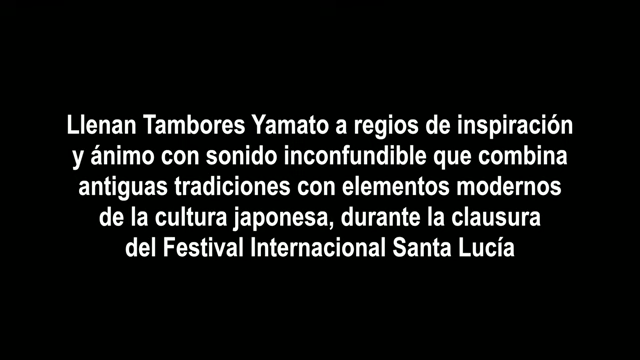 Llenan Tambores Yamato a regios de inspiración
y ánimo con sonido inconfundible que combina
antiguas tradiciones con elementos modernos
de la cultura japonesa, durante la clausura
del Festival Internacional Santa Lucía